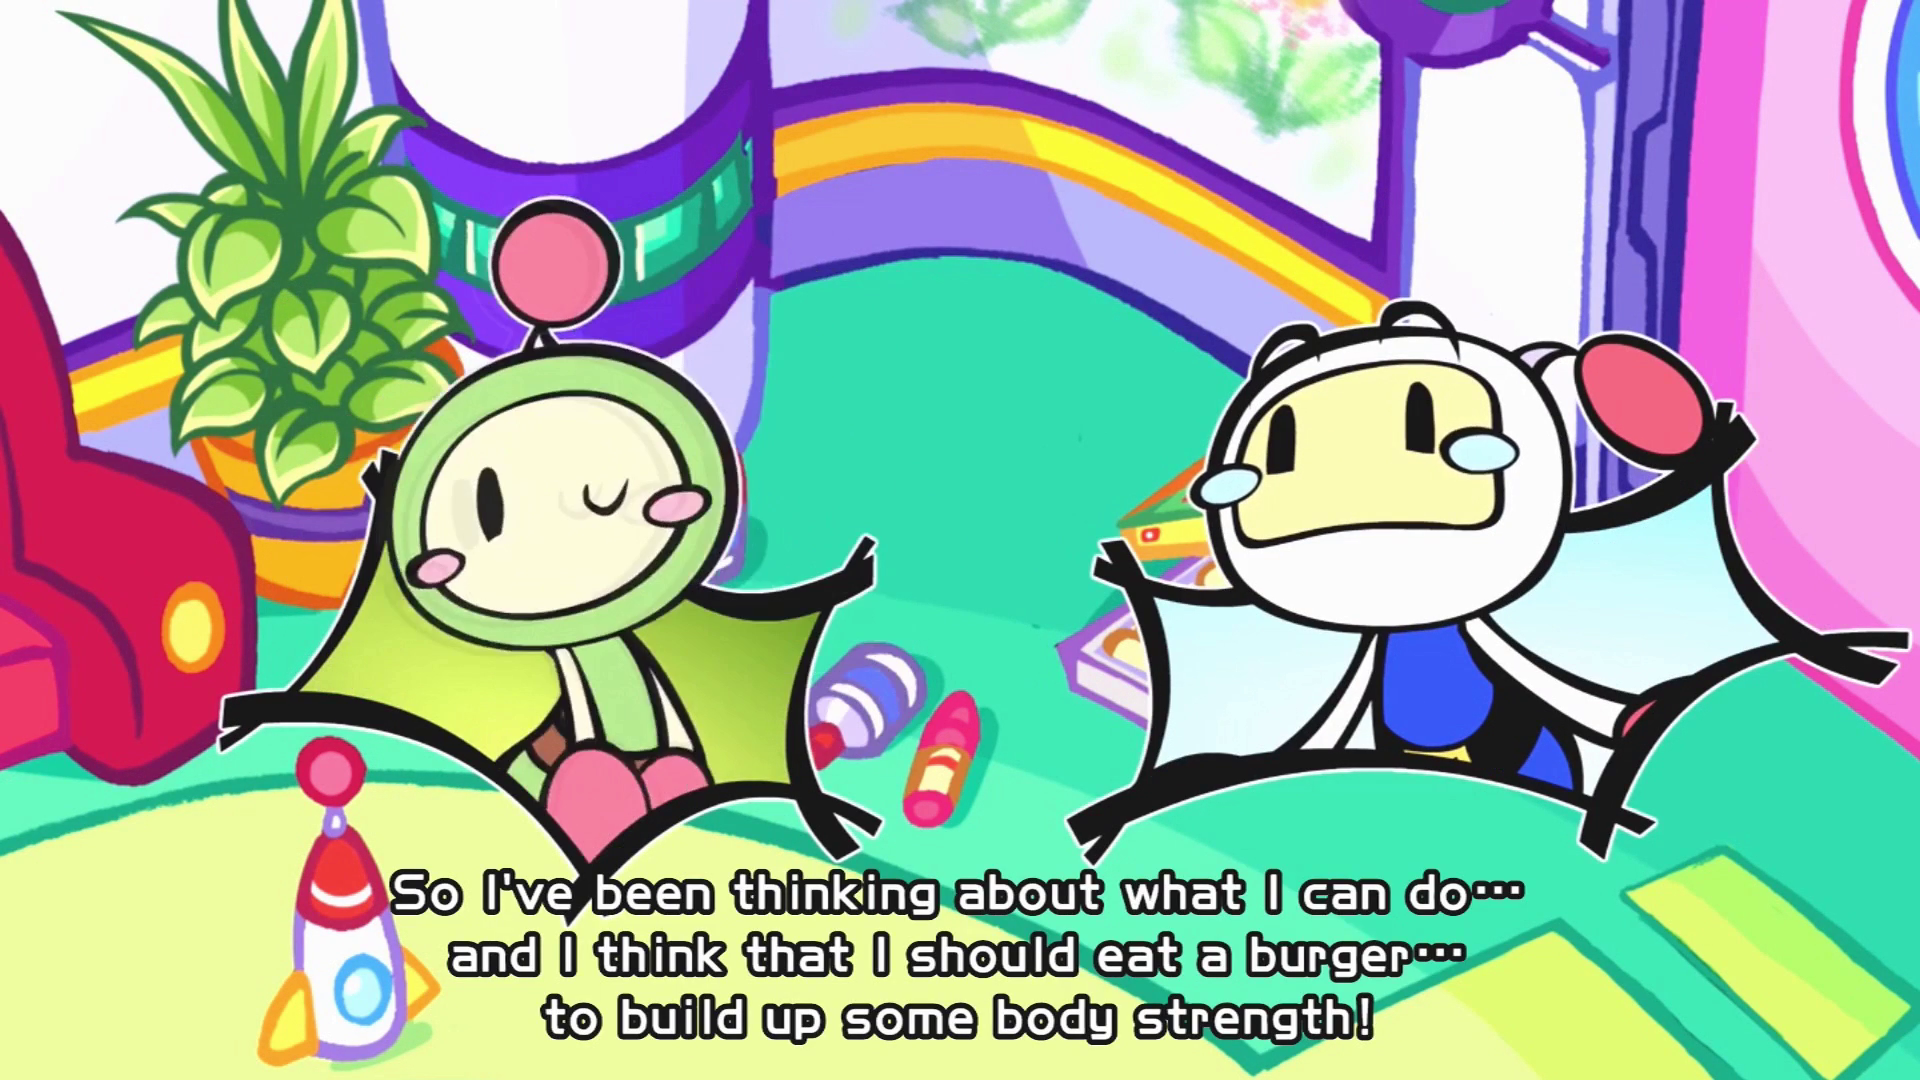 So I've been thinking about what I can do…
and I think that I should eat a burger…
to build up some body strength!